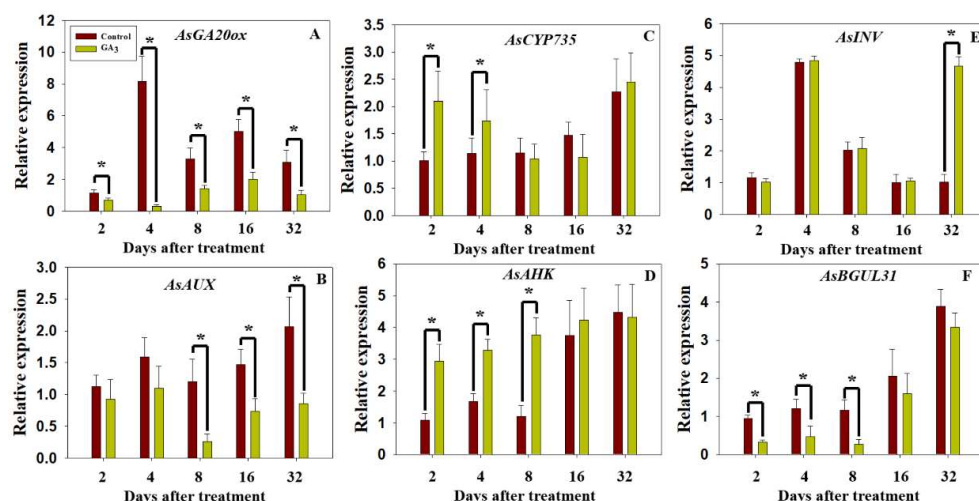 AsGA20ox A
Control
GA3
Relative expression
12
10
8
6
4
2
0
* * * * *
2 4 8 16 32
Days after treatment
AsCYP735 C
Relative expression
3.5
3.0
2.5
2.0
1.5
1.0
0.5
0.0
* *
2 4 8 16 32
Days after treatment
AsINV E
Relative expression
6
5
4
3
2
1
0
*
2 4 8 16 32
Days after treatment
AsAUX B
Relative expression
3.0
2.5
2.0
1.5
1.0
0.5
0.0
* * *
2 4 8 16 32
Days after treatment
AsAHK D
Relative expression
6
5
4
3
2
1
0
* * *
2 4 8 16 32
Days after treatment
AsBGUL31 F
Relative expression
5
4
3
2
1
0
* * *
2 4 8 16 32
Days after treatment